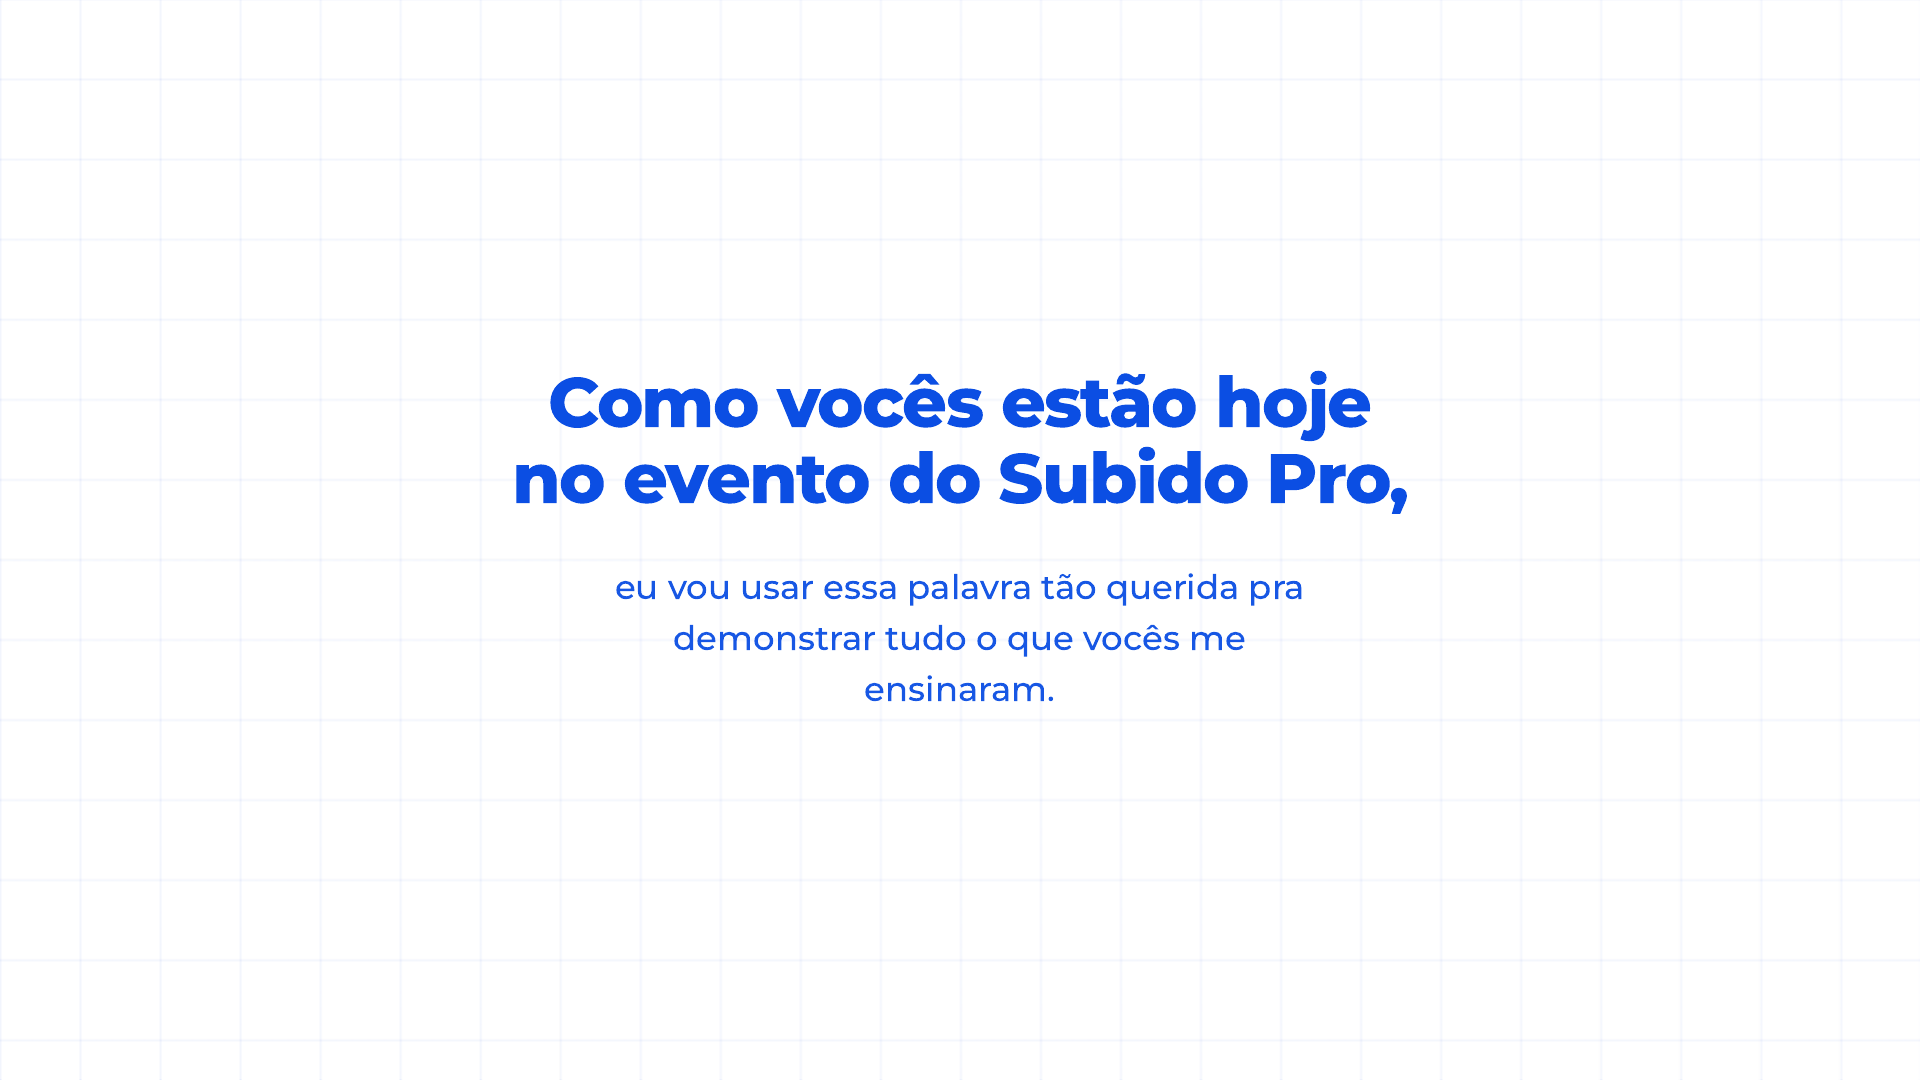 Como vocês estão hoje
no evento do Subido Pro,
eu vou usar essa palavra tão querida pra
demonstrar tudo o que vocês me
ensinaram.